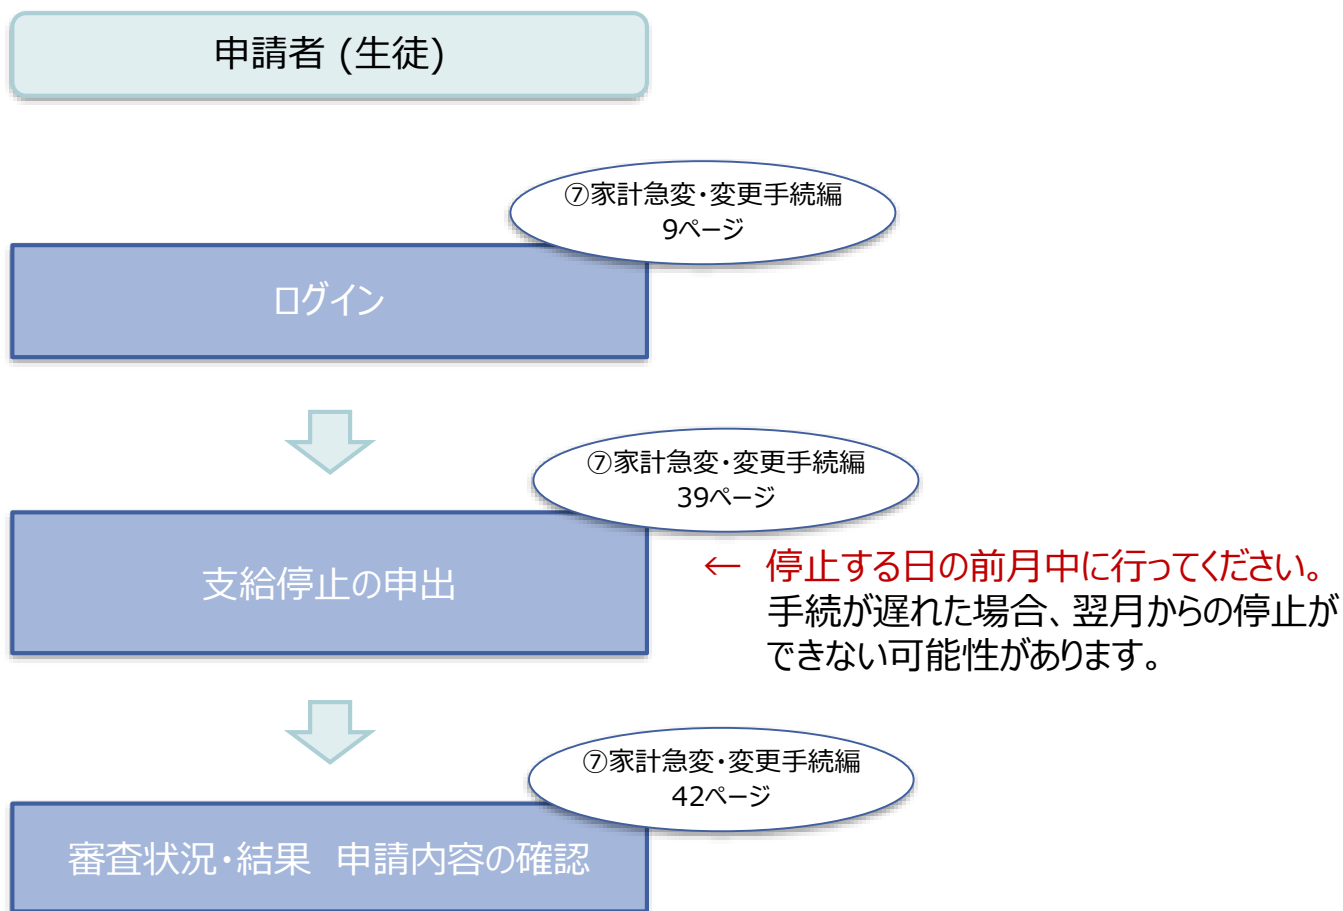 申請者 (生徒)
⑦家計急変・変更手続編
9ページ
ログイン
⑦家計急変・変更手続編
39ページ
支給停止の申出
← 停止する日の前月中に行ってください。
手続が遅れた場合、翌月からの停止が
できない可能性があります。
⑦家計急変・変更手続編
42ページ
審査状況・結果　申請内容の確認